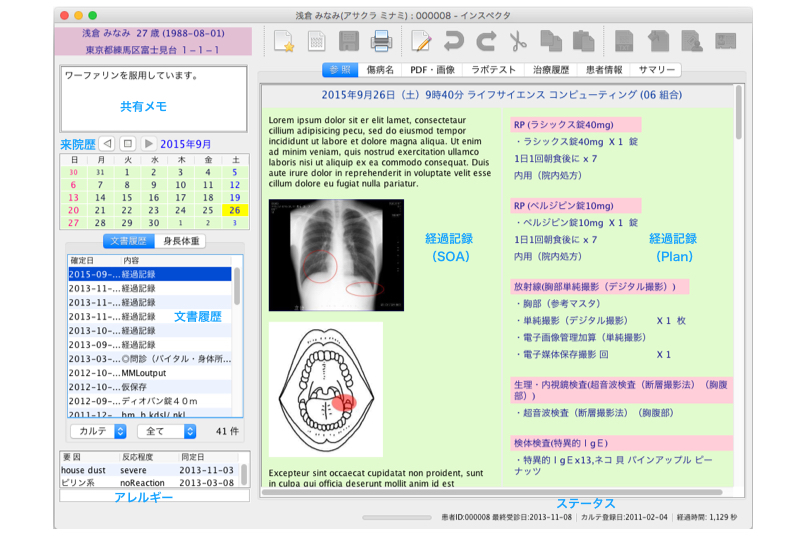 浅倉 みなみ(アサクラ ミナミ) : 000008 - インスペクタ
浅倉 みなみ 27 歳 (1988-08-01)
東京都練馬区富士見台 １－１－１
ワーファリンを服用しています。
共有メモ
来院歴
2015年9月
日 月 火 水 木 金 土
30 31 1 2 3 4 5
6 7 8 9 10 11 12
13 14 15 16 17 18 19
20 21 22 23 24 25 26
27 28 29 30 1 2 3
文書履歴 身長体重
確定日 内容
2015-09-...経過記録
2013-11-...経過記録
2013-11-...経過記録
2013-11-...経過記録
2013-10-...経過記録
2013-09-...経過記録
2013-03-...◎問診（バイタル・身体所...
2012-10-...MMLoutput
2012-10-...仮保存
2012-09-...ディオバン錠４０ｍ
2011-12-
文書履歴
カルテ 全て 41 件
要 因 反応程度 同定日
house dust severe 2013-11-03
ピリン系 noReaction 2013-03-08
アレルギー
参 照 傷病名 PDF・画像 ラボテスト 治療履歴 患者情報 サマリー
2015年9月26日（土）9時40分 ライフサイエンス コンピューティング (06 組合)
Lorem ipsum dolor sit er elit lamet, consectetaur
cillium adipisicing pecu, sed do eiusmod tempor
incididunt ut labore et dolore magna aliqua. Ut enim
ad minim veniam, quis nostrud exercitation ullamco
laboris nisi ut aliquip ex ea commodo consequat. Duis
aute irure dolor in reprehenderit in voluptate velit esse
cillum dolore eu fugiat nulla pariatur.
経過記録
（SOA）
Excepteur sint occaecat cupidatat non proident, sunt
in culpa qui officia deserunt mollit anim id est
RP (ラシックス錠40mg)
・ラシックス錠40mg X 1 錠
1日1回朝食後に x 7
内用（院内処方）
RP (ベルジピン錠10mg)
・ベルジピン錠10mg X 1 錠
1日1回朝食後に x 7
内用（院内処方）
経過記録
（Plan）
放射線(胸部単純撮影（デジタル撮影））
・胸部（参考マスタ）
・単純撮影（デジタル撮影） X 1 枚
・電子画像管理加算（単純撮影）
・電子媒体保存撮影 回 X 1
生理・内視鏡検査(超音波検査（断層撮影法）（胸腹
部））
・超音波検査（断層撮影法）（胸腹部）
検体検査(特異的ＩｇＥ)
・特異的ＩｇＥx13,ネコ 貝 パインアップル ピー
ナッツ
ステータス
患者ID:000008 最終受診日:2013-11-08 カルテ登録日:2011-02-04 経過時間: 1,129 秒